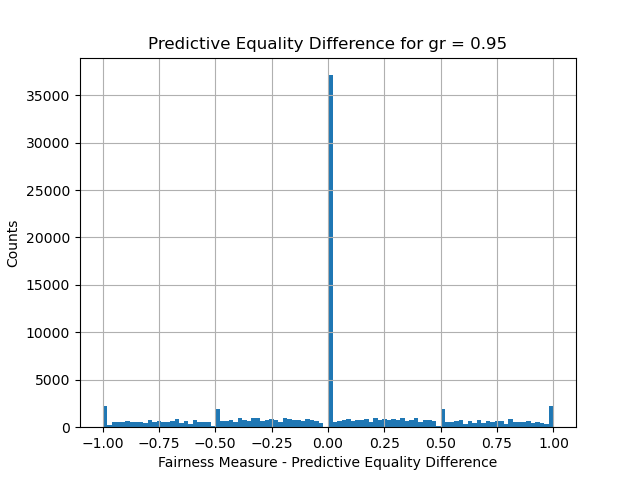 Predictive Equality Difference for gr = 0.95
35000
30000
25000
20000
15000
10000
5000
0
Counts
−1.00 −0.75 −0.50 −0.25 0.00 0.25 0.50 0.75 1.00
Fairness Measure - Predictive Equality Difference